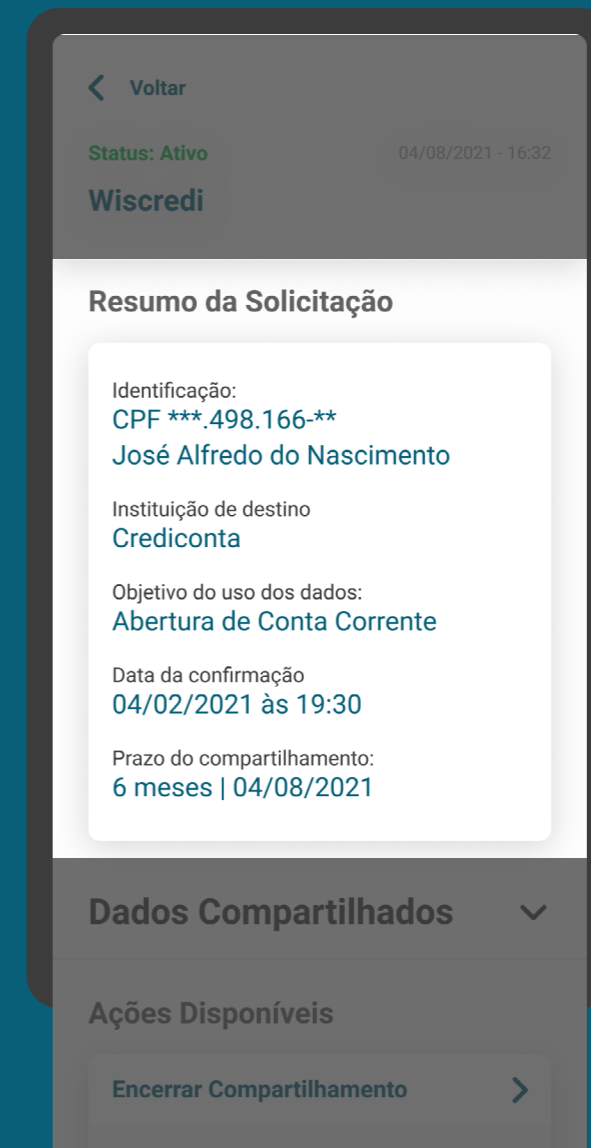 Voltar
Status: Ativo
04/08/2021 - 16:32
Wiscredi
Resumo da Solicitação
Identificação:
CPF ***.498.166-**
José Alfredo do Nascimento
Instituição de destino
Crediconta
Objetivo do uso dos dados:
Abertura de Conta Corrente
Data da confirmação
04/02/2021 às 19:30
Prazo do compartilhamento:
6 meses | 04/08/2021
Dados Compartilhados
Ações Disponíveis
Encerrar Compartilhamento